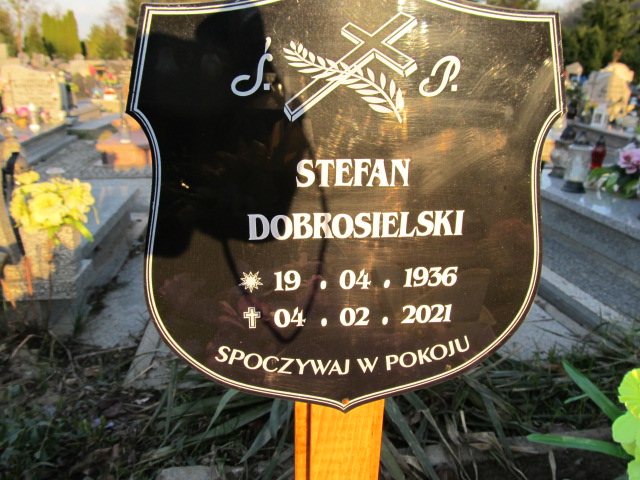 Ś. P.
STEFAN
DOBROSIELSKI
19 . 04 . 1936
04 . 02 . 2021
SPOCZYWAJ W POKOJU